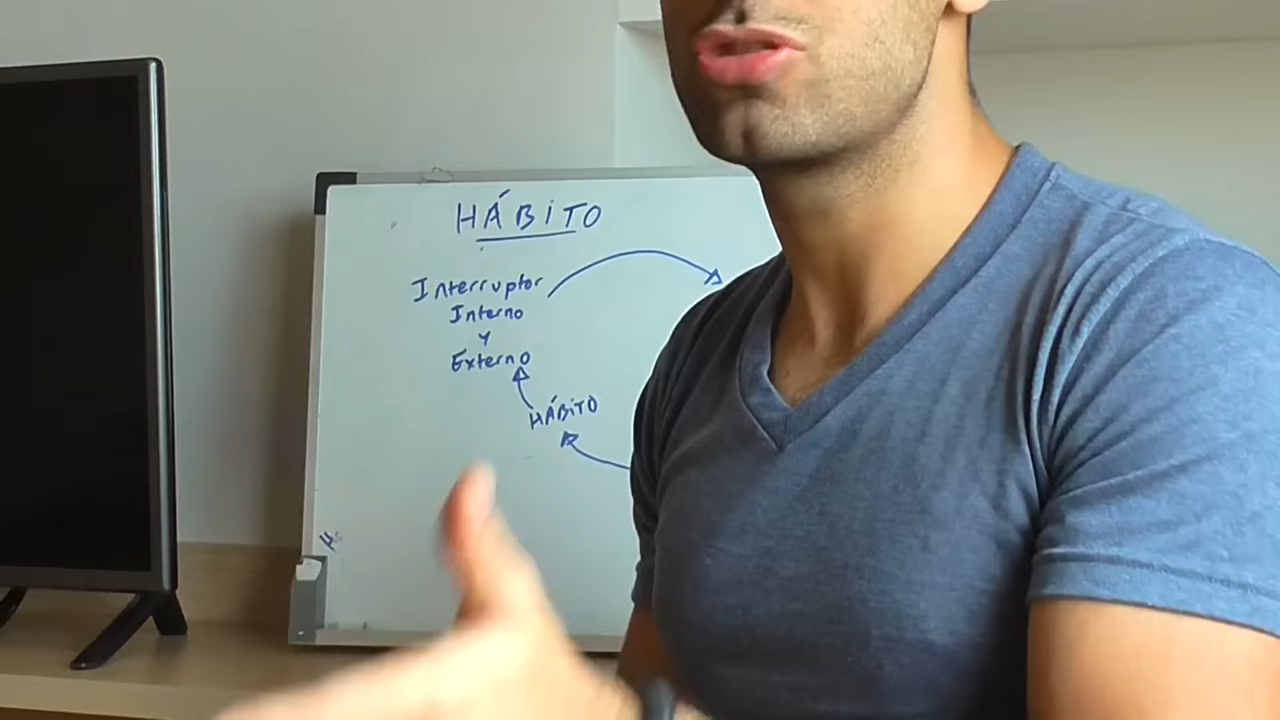 HÁBITO
Interruptor
Interno
y
Externo
HÁBITO